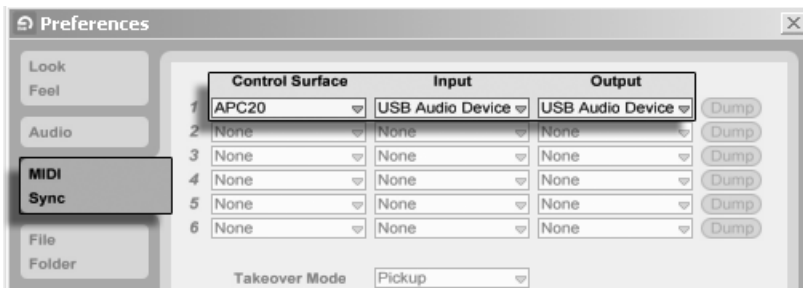 Preferences
Look
Feel
Audio
MIDI
Sync
File
Folder
Control Surface Input Output
1 APC20 USB Audio Device USB Audio Device Dump
2 None None None Dump
3 None None None Dump
4 None None None Dump
5 None None None Dump
6 None None None Dump
Takeover Mode Pickup